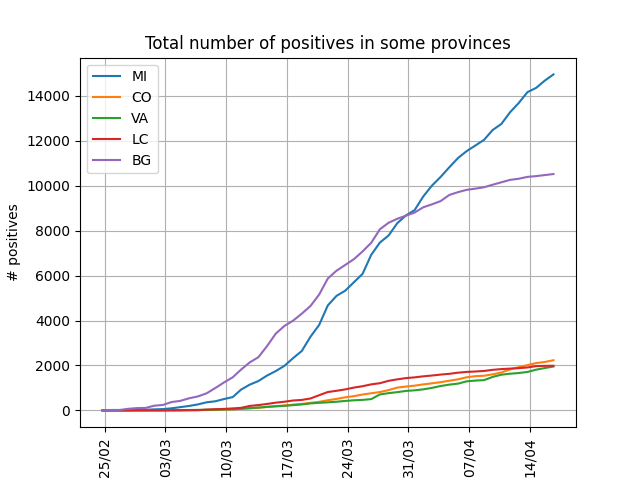 Total number of positives in some provinces
MI
CO
VA
LC
BG
# positives
14000
12000
10000
8000
6000
4000
2000
0
25/02
03/03
10/03
17/03
24/03
31/03
07/04
14/04